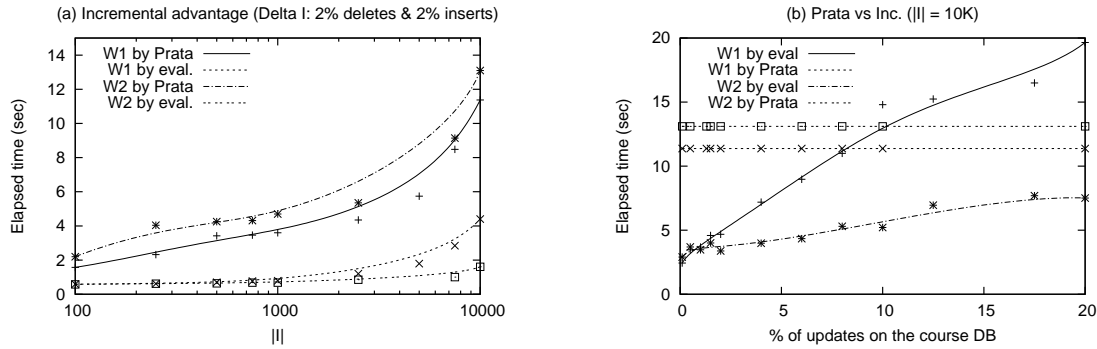 (a) Incremental advantage (Delta I: 2% deletes & 2% inserts)
W1 by Prata
W1 by eval.
W2 by Prata
W2 by eval.
Elapsed time (sec)
14
12
10
8
6
4
2
0
100
1000
10000
|I|
(b) Prata vs Inc. (|I| = 10K)
W1 by eval
W1 by Prata
W2 by eval
W2 by Prata
Elapsed time (sec)
20
15
10
5
0
0
5
10
15
20
% of updates on the course DB